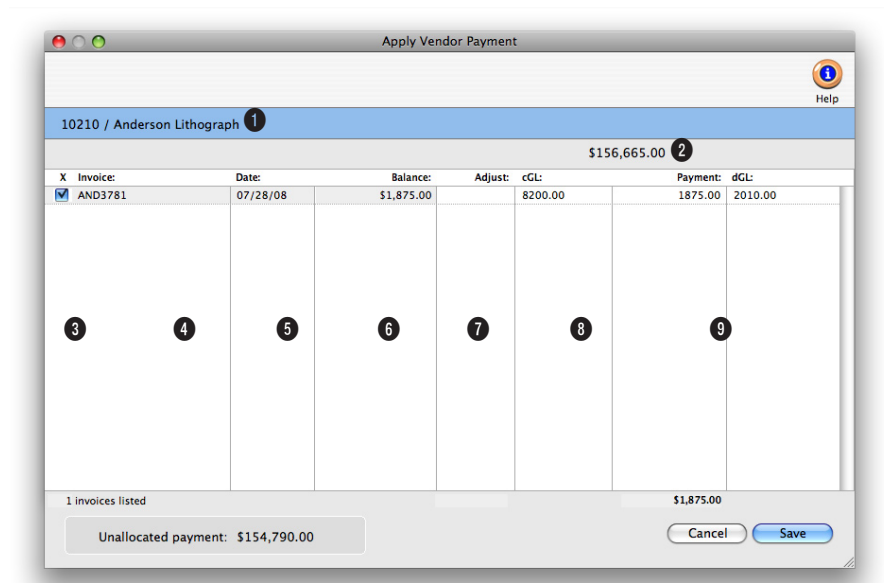 Apply Vendor Payment
Help
10210 / Anderson Lithograph 1
$156,665.00 2
X Invoice: Date: Balance: Adjust: cGL: Payment: dGL:
AND3781 07/28/08 $1,875.00 8200.00 1875.00 2010.00
3 4 5 6 7 8 9
1 invoices listed $1,875.00
Unallocated payment: $154,790.00 Cancel Save